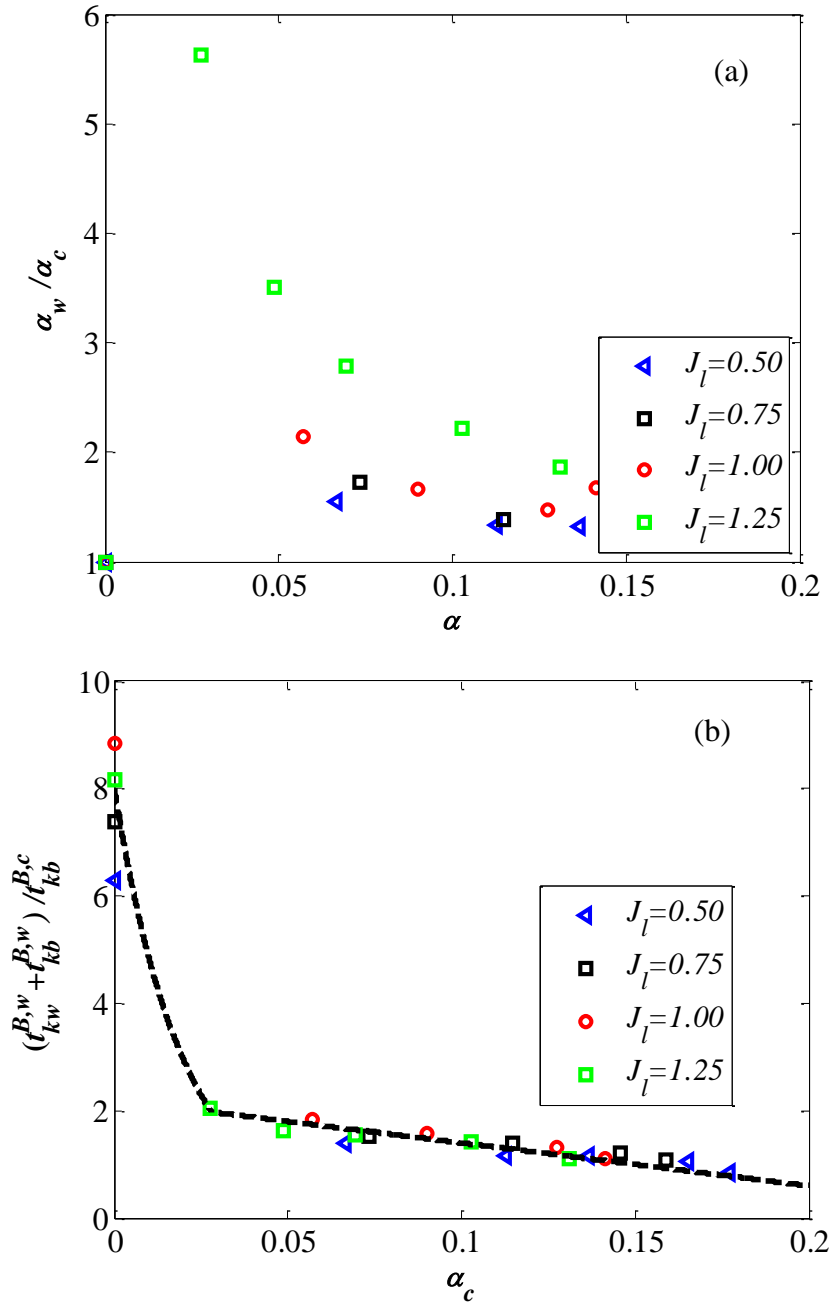 6
5
4
3
2
1
(a)
α_w/α_c
J_l=0.50
J_l=0.75
J_l=1.00
J_l=1.25
0 0.05 0.1 0.15 0.2
α
10
8
6
4
2
0
(b)
(t_{kw}^{B,w}+t_{kb}^{B,w})/t_{kb}^{B,c}
J_l=0.50
J_l=0.75
J_l=1.00
J_l=1.25
0 0.05 0.1 0.15 0.2
α_c